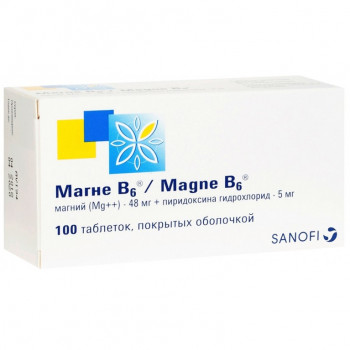 Магне B6® / Magne B6®
магний (Mg++) - 48 мг + пиридоксина гидрохлорид - 5 мг
100 таблеток, покрытых оболочкой
SANOFI